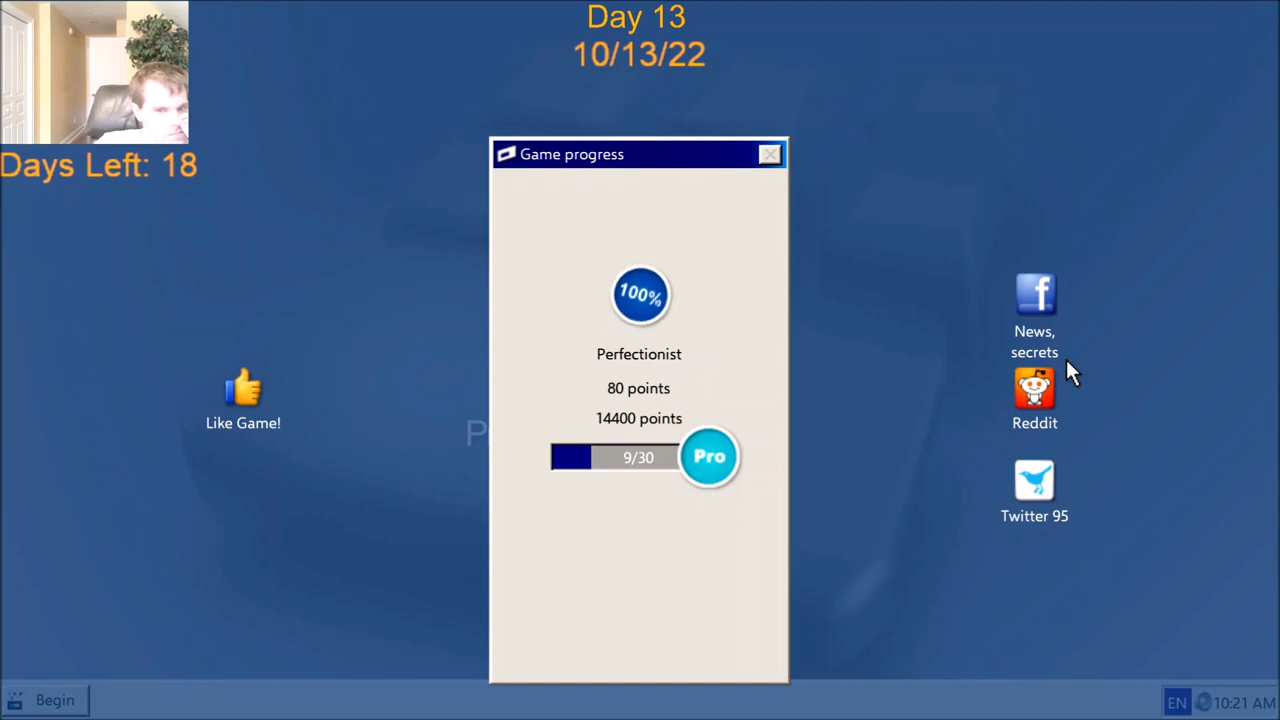 Day 13
10/13/22
Days Left: 18
Game progress
100%
Perfectionist
80 points
14400 points
9/30
Pro
Like Game!
P
f
News,
secrets
Reddit
Twitter 95
Begin
EN
10:21 AM